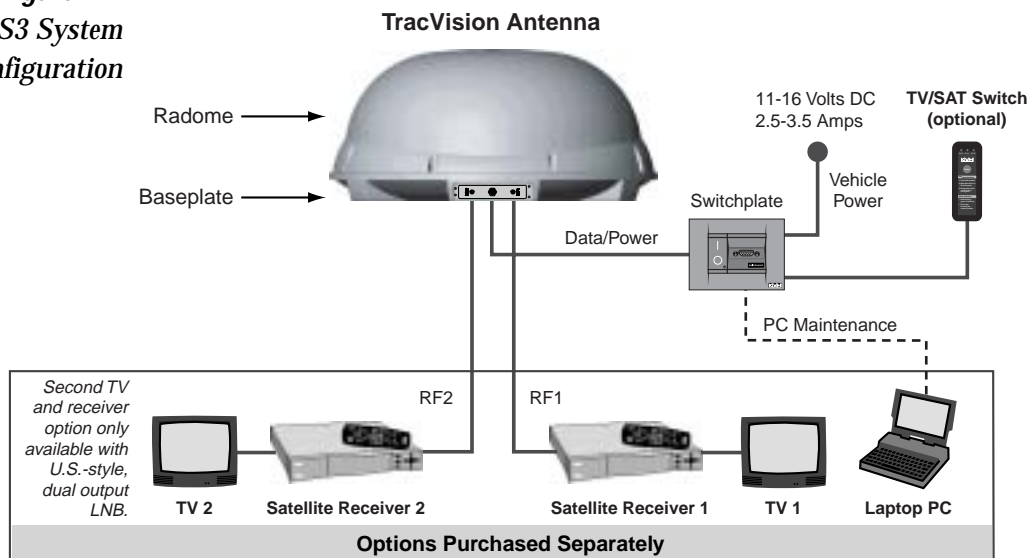 S3 System
TracVision Antenna
Radome
Baseplate
11-16 Volts DC
2.5-3.5 Amps
TV/SAT Switch
(optional)
Vehicle
Power
Switchplate
Data/Power
PC Maintenance
Second TV
and receiver
option only
available with
U.S.-style,
dual output
LNB.
RF2
RF1
TV 2
Satellite Receiver 2
Satellite Receiver 1
TV 1
Laptop PC
Options Purchased Separately